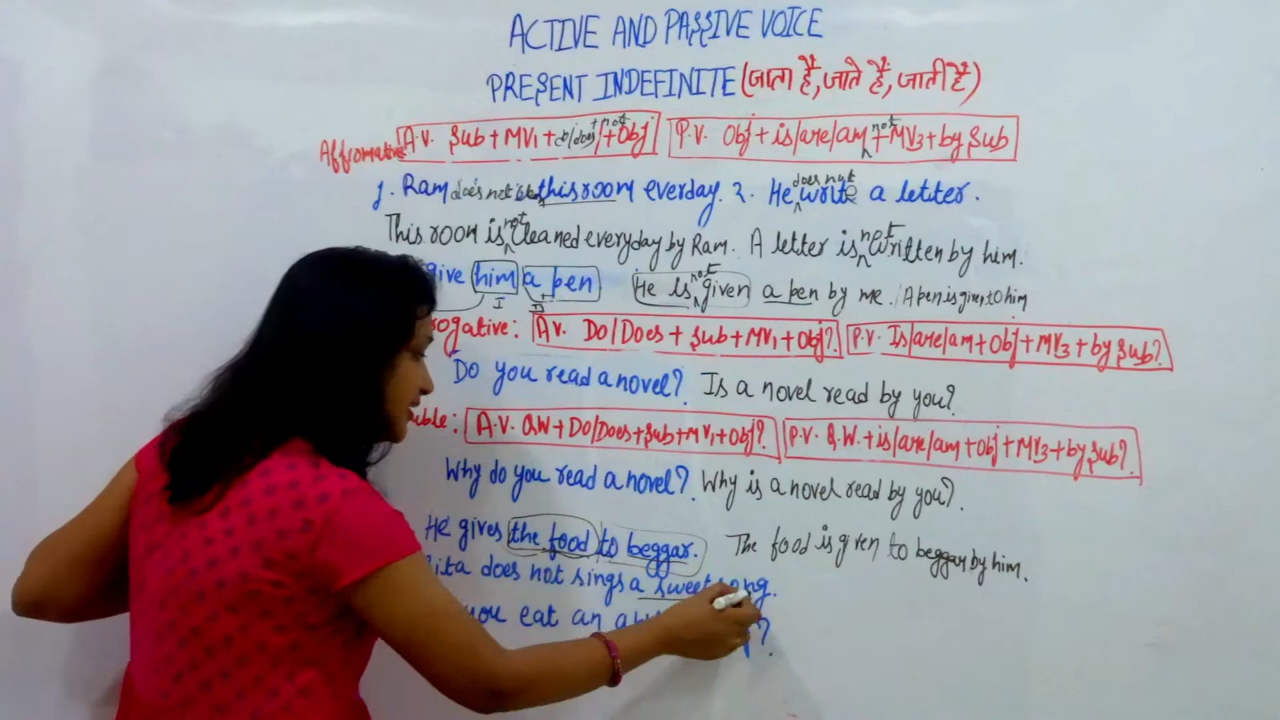 ACTIVE AND PASSIVE VOICE
PRESENT INDEFINITE (जाता है, जाते हैं, जाती है)
Affromative A.V. Sub + MV1 + do/does + not + Obj P.V. Obj + is/are/am + not MV3 + by Sub
1. Ram does not this room everday. 2. He does not write a letter.
This room is not cleaned everyday by Ram. A letter is not written by him.
give him a pen He is not given a pen by me. / A pen is given to him
rogative: A.V. Do/Does + Sub + MV1 + Obj? P.V. Is/are/am + Obj + MV3 + by Sub?
Do you read a novel? Is a novel read by you?
uble: A.V. Q.W + Do/Does + Sub + MV1 + Obj? P.V. Q.W. + is/are/am + Obj + MV3 + by Sub?
Why do you read a novel? Why is a novel read by you?
He gives the food to beggar. The food is given to beggar by him.
ita does not sings a sweet song.
you eat an ?